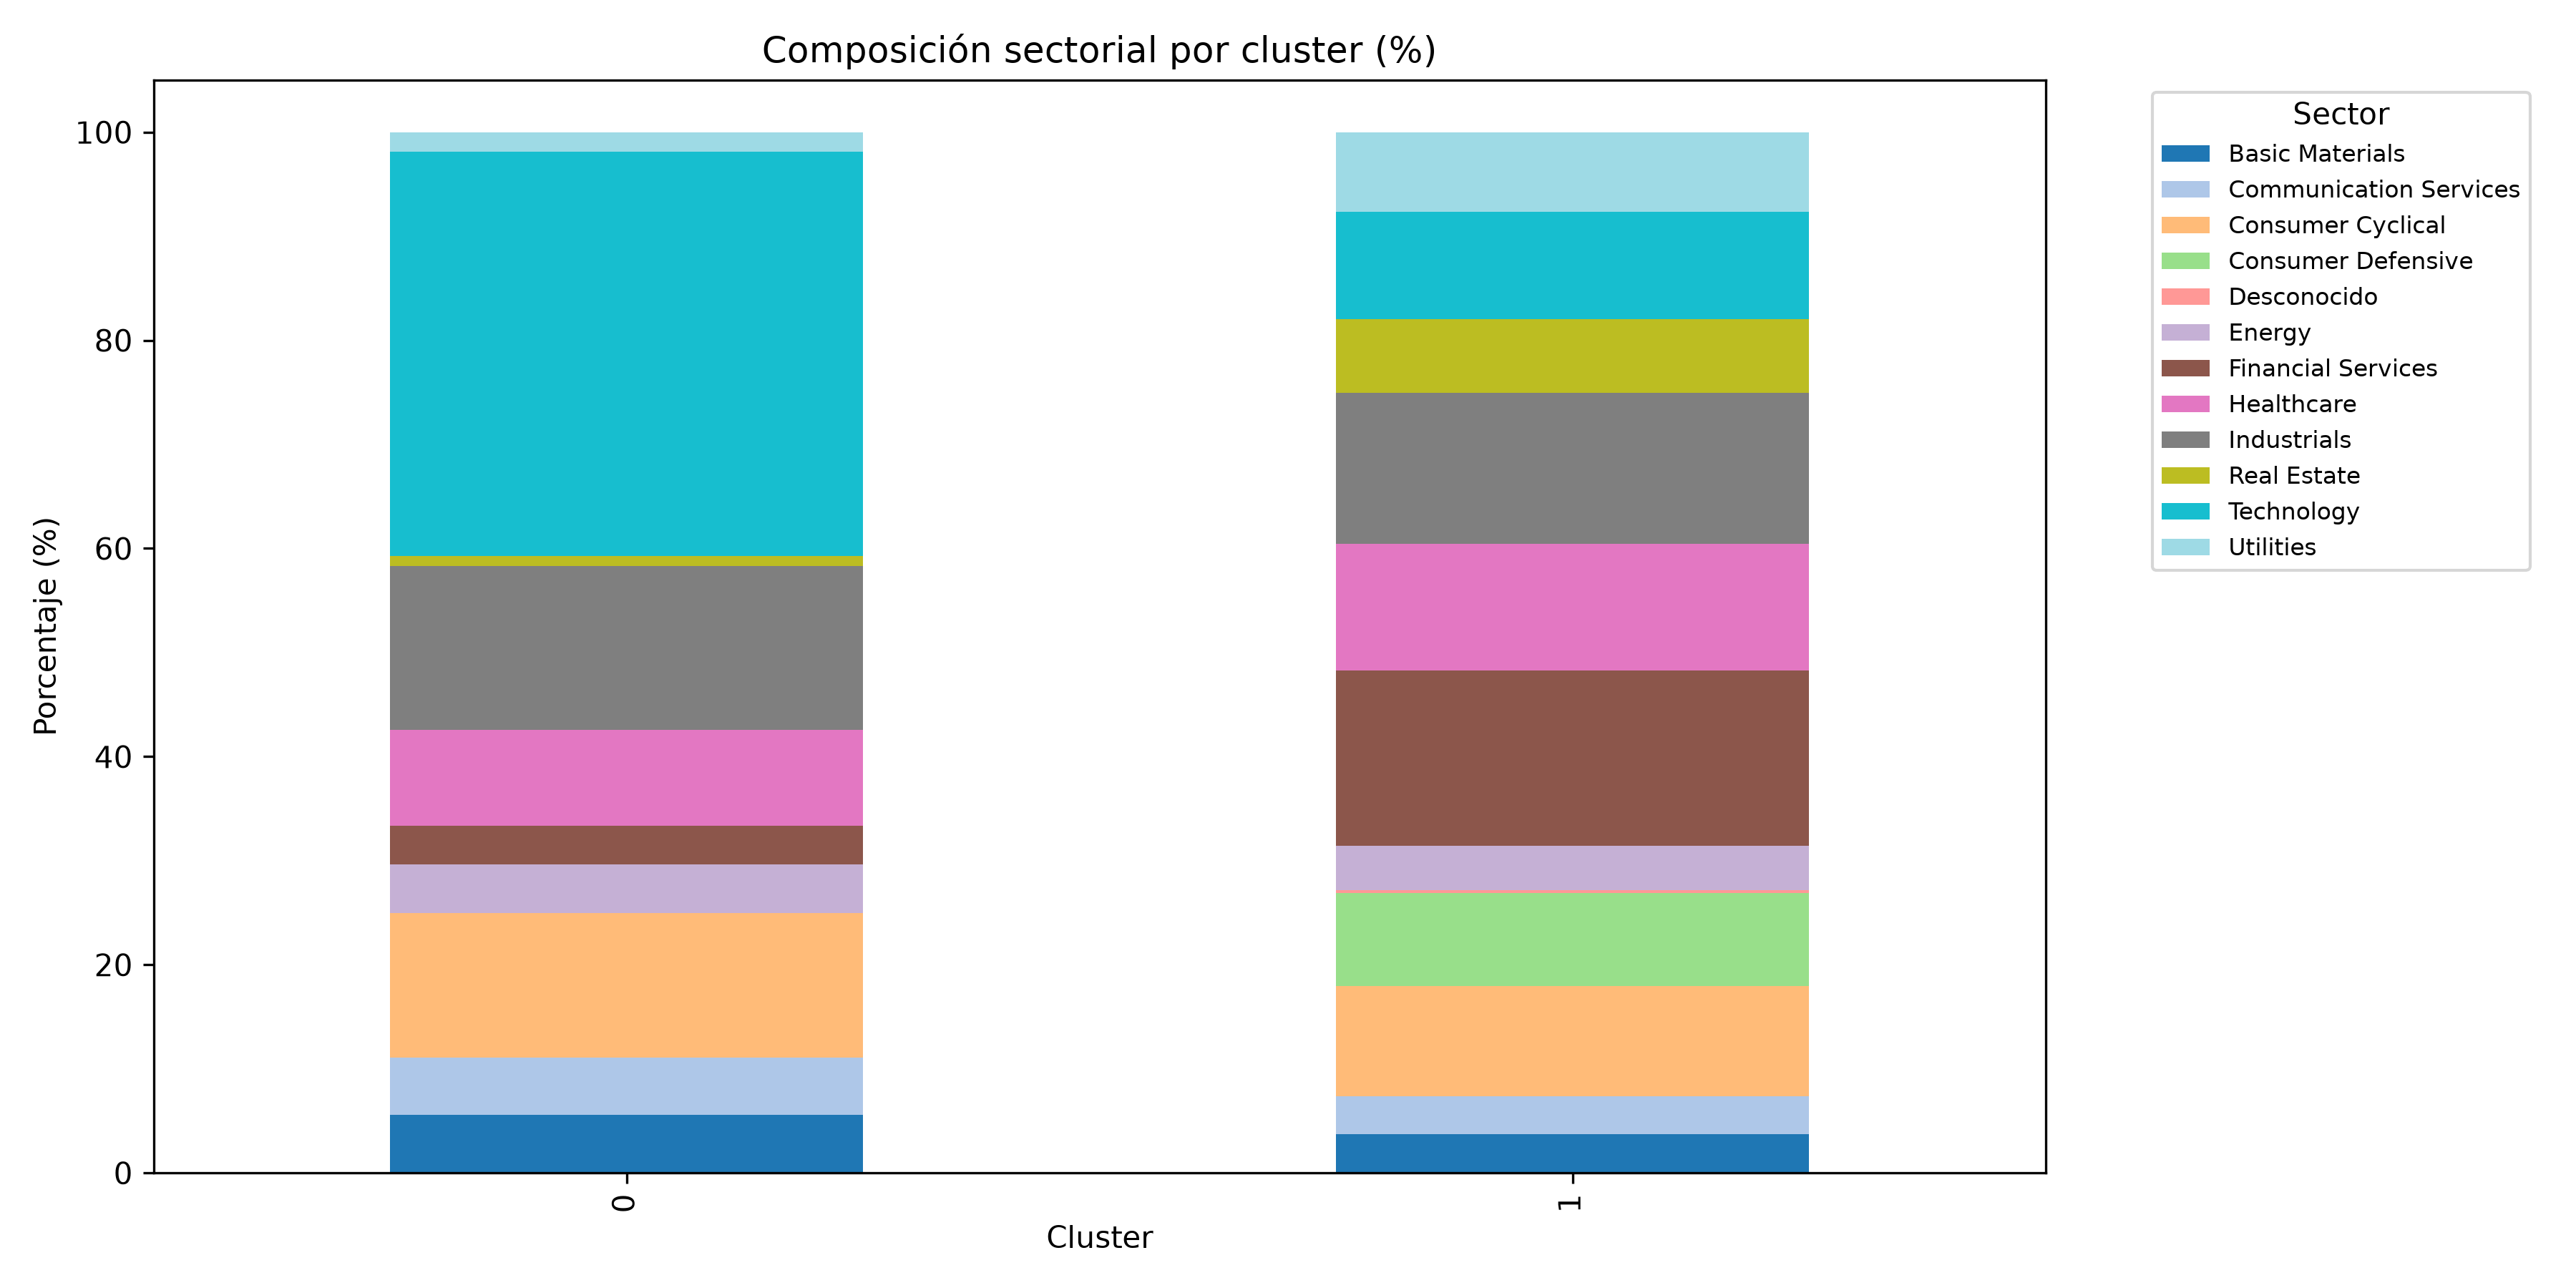 Composición sectorial por cluster (%)
Porcentaje (%)
100
80
60
40
20
0
0
1
Cluster
Sector
Basic Materials
Communication Services
Consumer Cyclical
Consumer Defensive
Desconocido
Energy
Financial Services
Healthcare
Industrials
Real Estate
Technology
Utilities